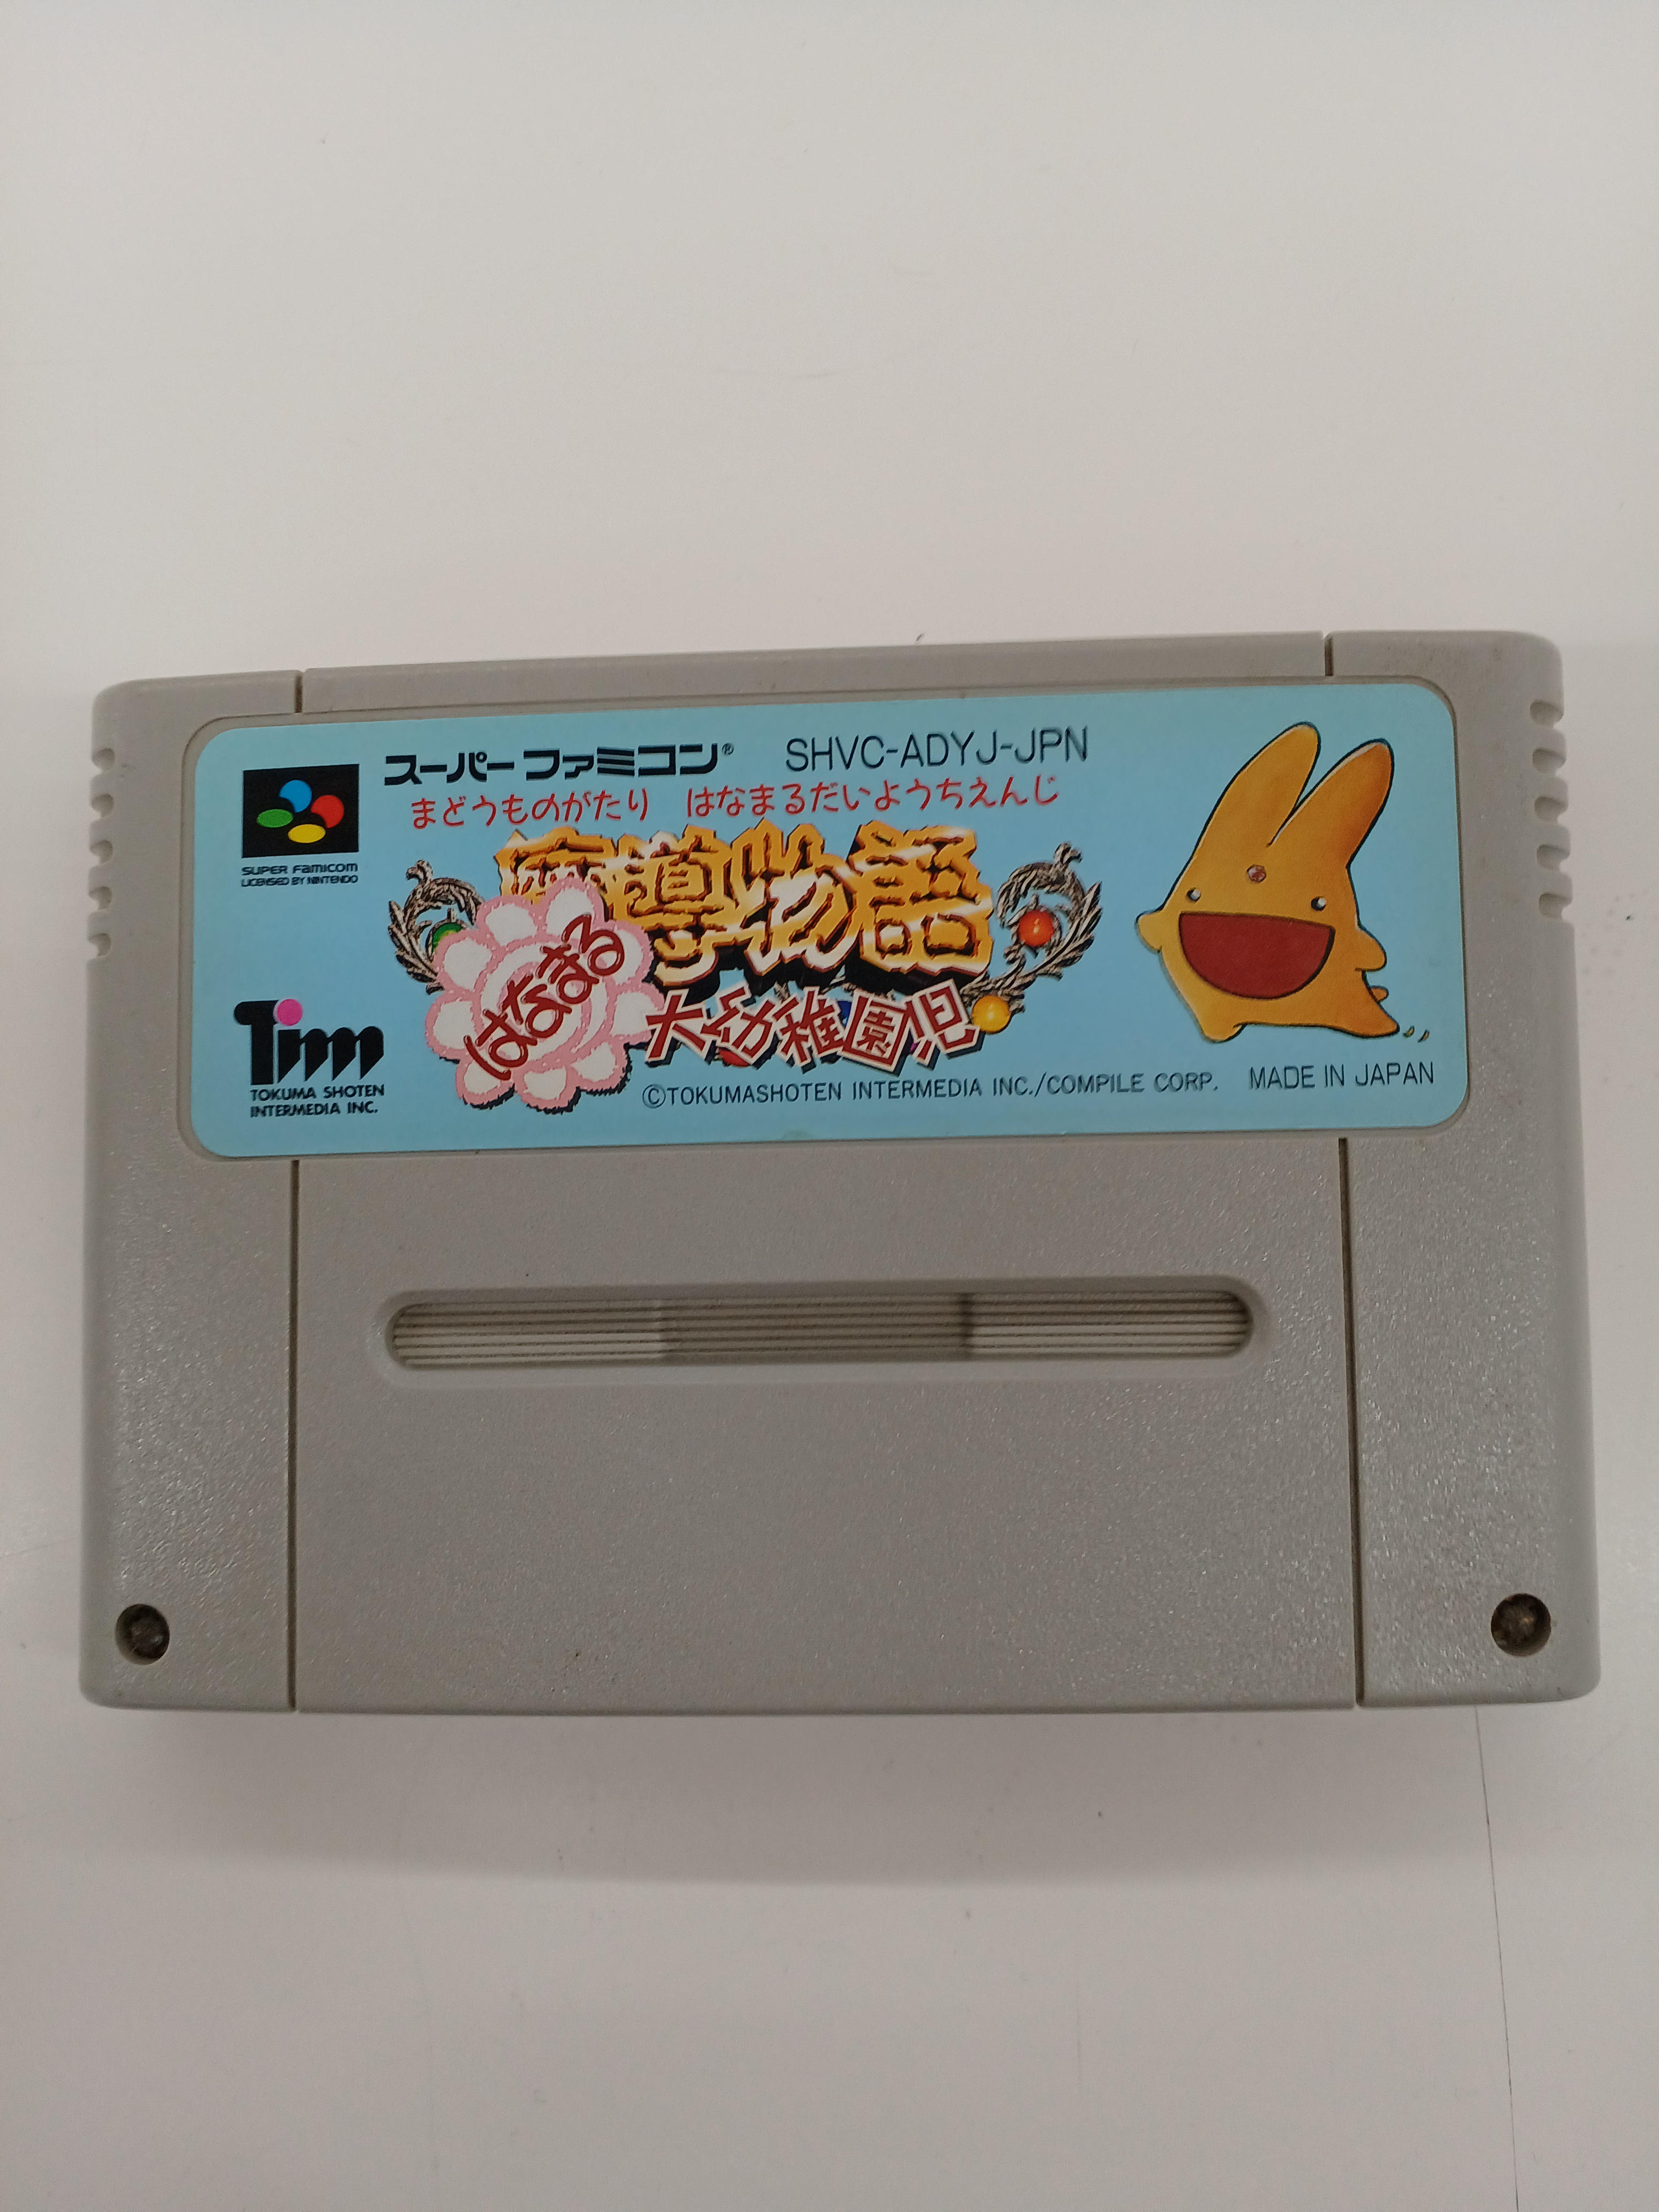 スーパーファミコン® SHVC-ADYJ-JPN
まどうものがたり はなまるだいようちえんじ
魔導物語
はなまる
大幼稚園児
SUPER Famicom
LICENSED BY NINTENDO
Tim
TOKUMA SHOTEN
INTERMEDIA INC.
©TOKUMASHOTEN INTERMEDIA INC./COMPILE CORP. MADE IN JAPAN